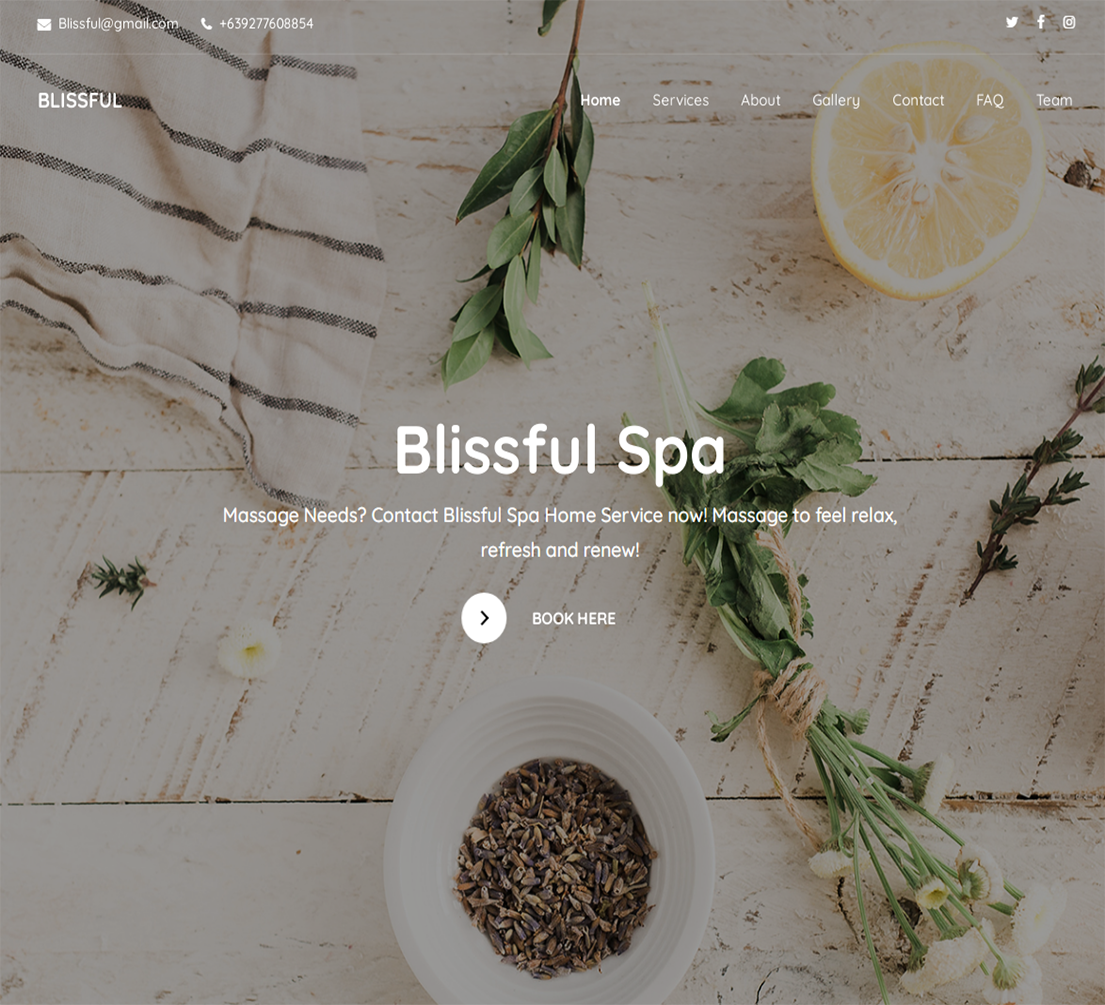 Blissful@gmail.com +639277608854
BLISSFUL
Home Services About Gallery Contact FAQ Team
Blissful Spa
Massage Needs? Contact Blissful Spa Home Service now! Massage to feel relax,
refresh and renew!
BOOK HERE